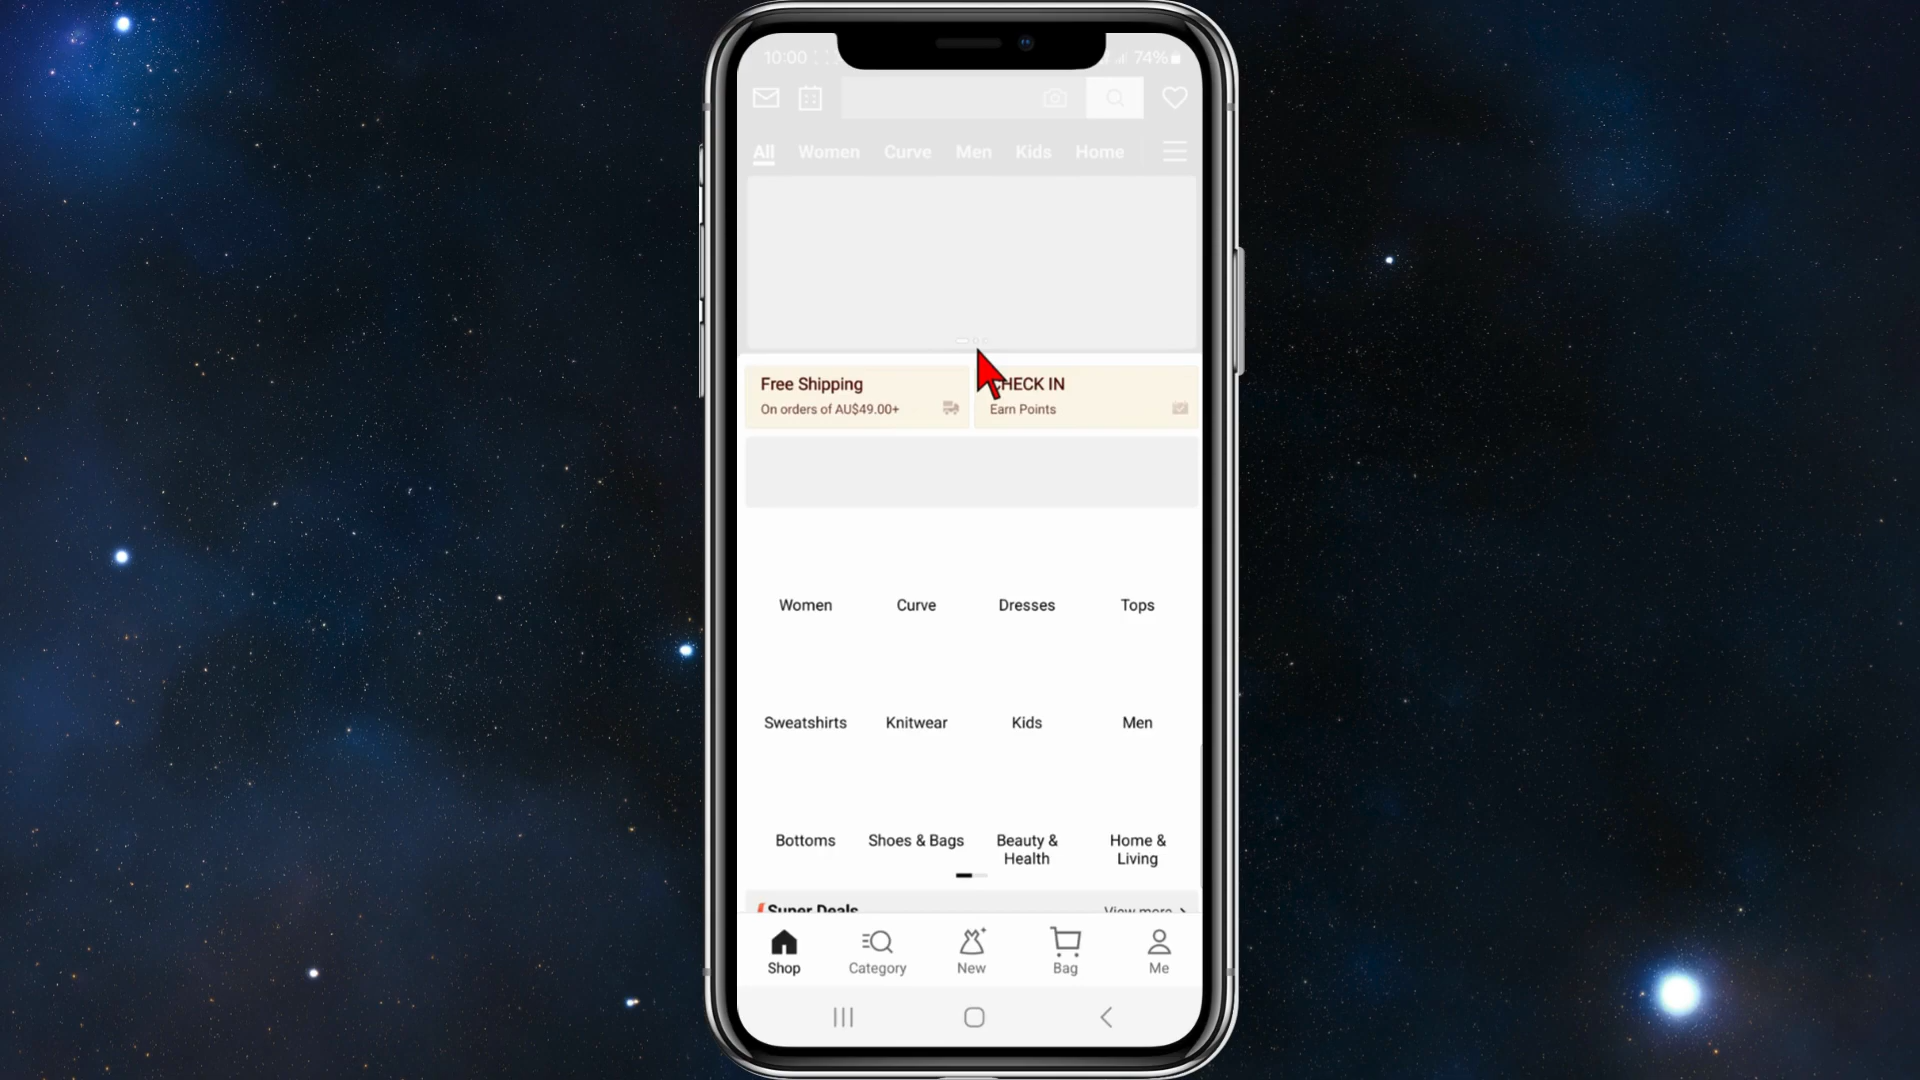 10:00 74%
All Women Curve Men Kids Home
Free Shipping
On orders of AU$49.00+
HECK IN
Earn Points
Women Curve Dresses Tops
Sweatshirts Knitwear Kids Men
Bottoms Shoes & Bags Beauty & Health Home & Living
Super Deals View more
Shop Category New Bag Me